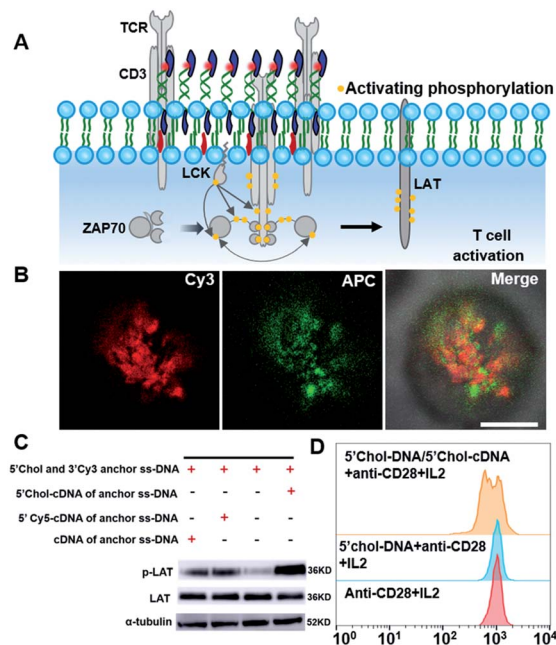 A
TCR
CD3
Activating phosphorylation
LCK
LAT
ZAP70
T cell
activation
B
Cy3
APC
Merge
C
5'Chol and 3'Cy3 anchor ss-DNA + + + +
5'Chol-cDNA of anchor ss-DNA - - - +
5' Cy5-cDNA of anchor ss-DNA - + - -
cDNA of anchor ss-DNA + - - -
p-LAT 36KD
LAT 36KD
α-tubulin 52KD
D
5'Chol-DNA/5'Chol-cDNA
+anti-CD28+IL2
5'chol-DNA+anti-CD28
+IL2
Anti-CD28+IL2
10⁰ 10¹ 10² 10³ 10⁴